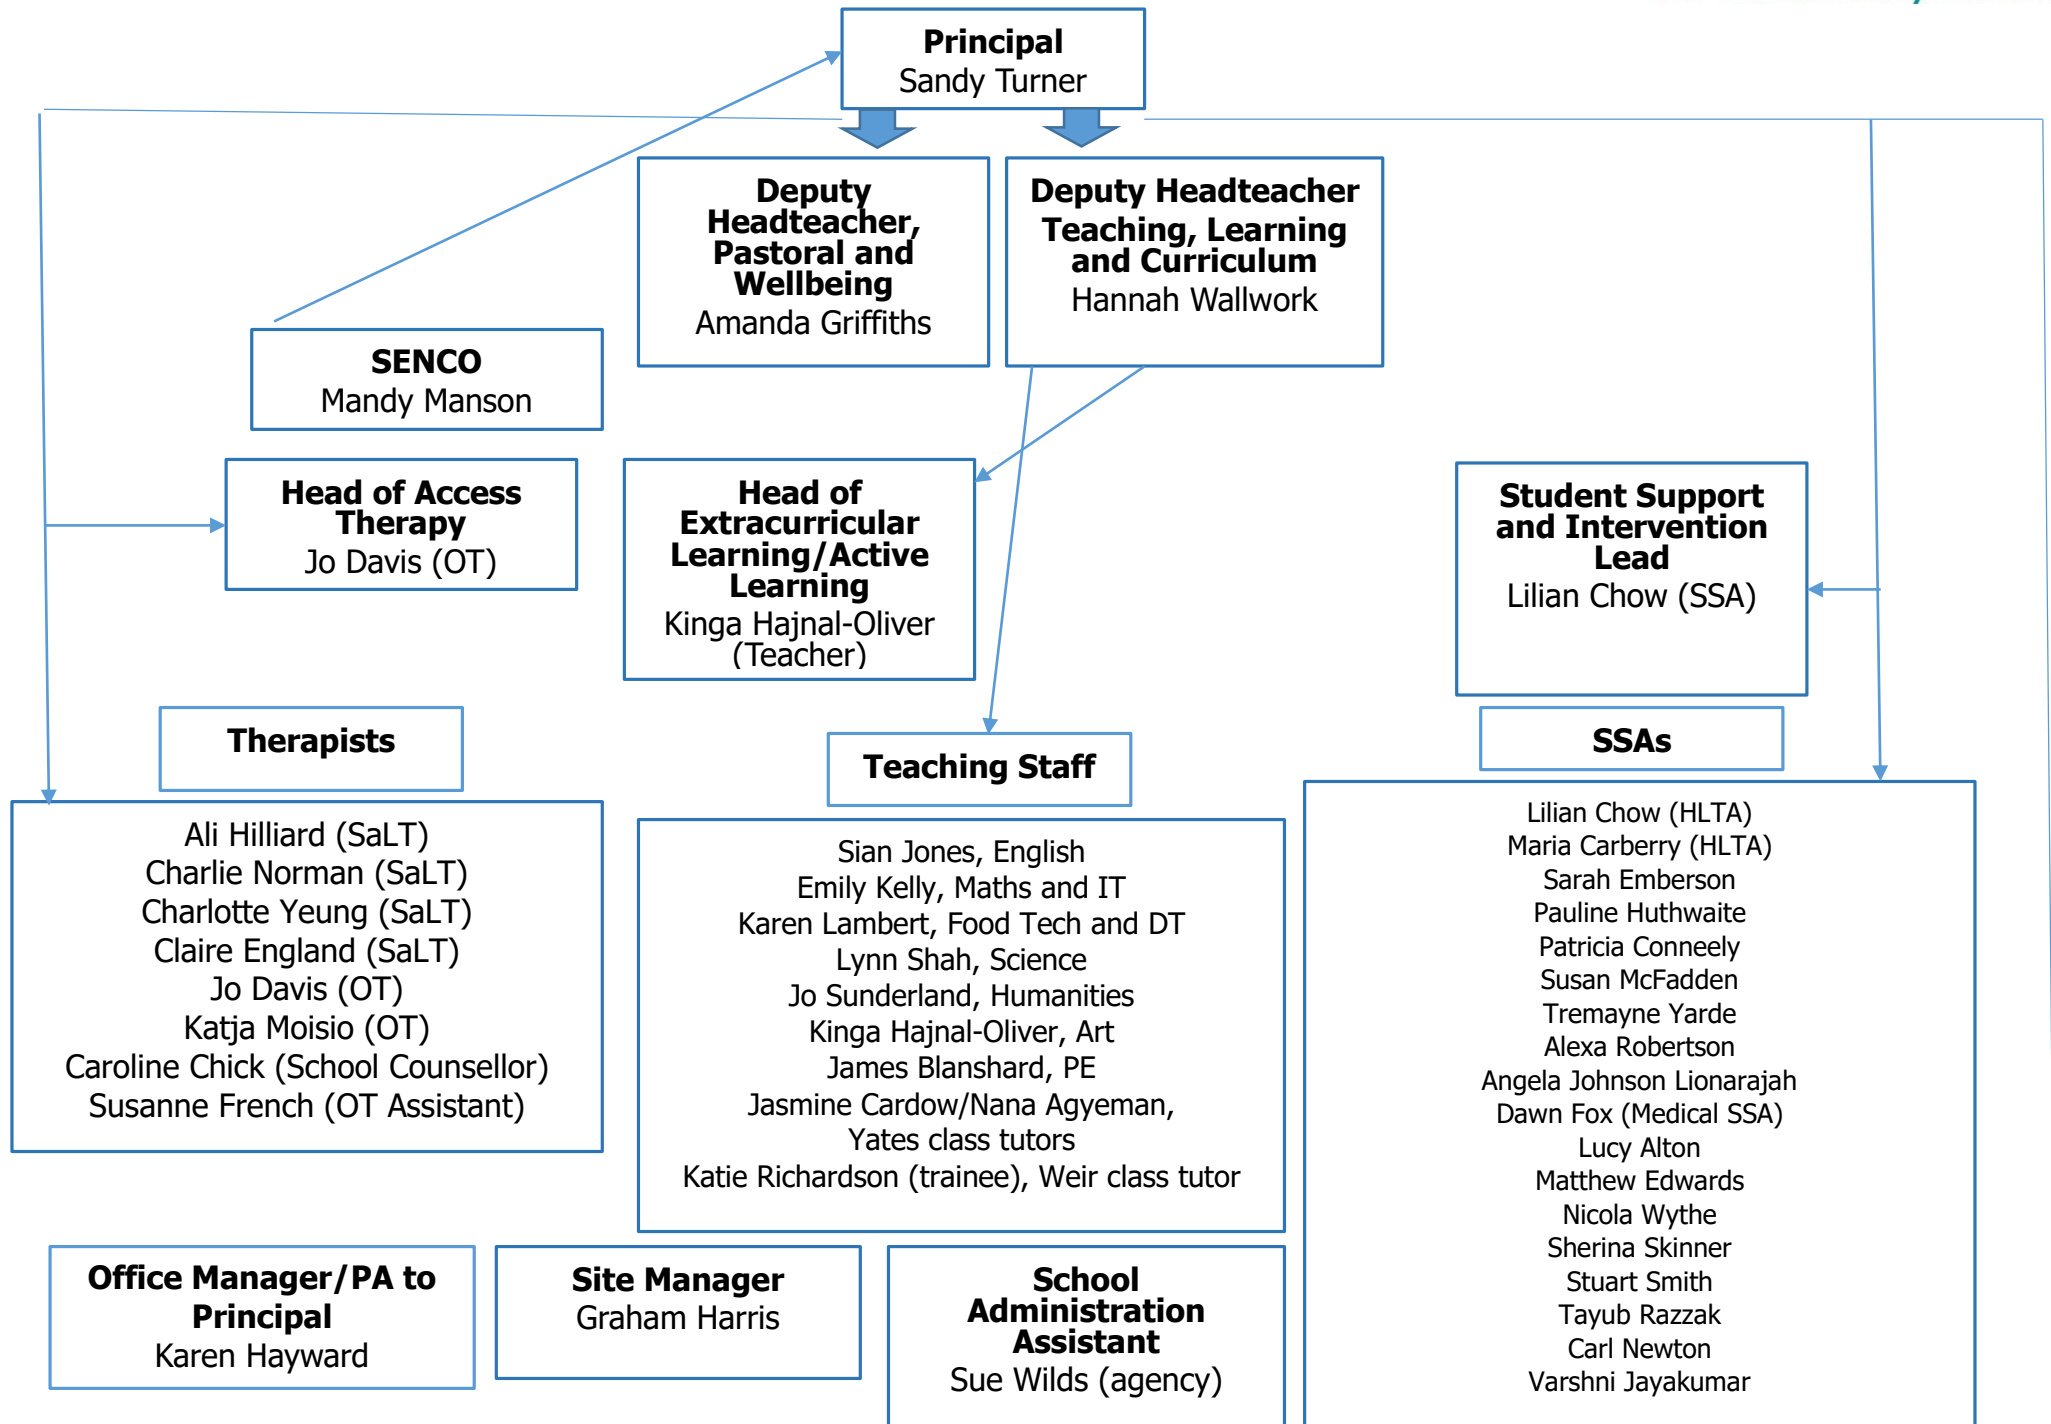 Principal
Sandy Turner
Deputy
Headteacher,
Pastoral and
Wellbeing
Amanda Griffiths
Deputy Headteacher
Teaching, Learning
and Curriculum
Hannah Wallwork
SENCO
Mandy Manson
Head of Access
Therapy
Jo Davis (OT)
Head of
Extracurricular
Learning/Active
Learning
Kinga Hajnal-Oliver
(Teacher)
Student Support
and Intervention
Lead
Lilian Chow (SSA)
Therapists
Ali Hilliard (SaLT)
Charlie Norman (SaLT)
Charlotte Yeung (SaLT)
Claire England (SaLT)
Jo Davis (OT)
Katja Moisio (OT)
Caroline Chick (School Counsellor)
Susanne French (OT Assistant)
Teaching Staff
Sian Jones, English
Emily Kelly, Maths and IT
Karen Lambert, Food Tech and DT
Lynn Shah, Science
Jo Sunderland, Humanities
Kinga Hajnal-Oliver, Art
James Blanshard, PE
Jasmine Cardow/Nana Agyeman,
Yates class tutors
Katie Richardson (trainee), Weir class tutor
SSAs
Lilian Chow (HLTA)
Maria Carberry (HLTA)
Sarah Emberson
Pauline Huthwaite
Patricia Conneely
Susan McFadden
Tremayne Yarde
Alexa Robertson
Angela Johnson Lionarajah
Dawn Fox (Medical SSA)
Lucy Alton
Matthew Edwards
Nicola Wythe
Sherina Skinner
Stuart Smith
Tayub Razzak
Carl Newton
Varshni Jayakumar
Office Manager/PA to
Principal
Karen Hayward
Site Manager
Graham Harris
School
Administration
Assistant
Sue Wilds (agency)